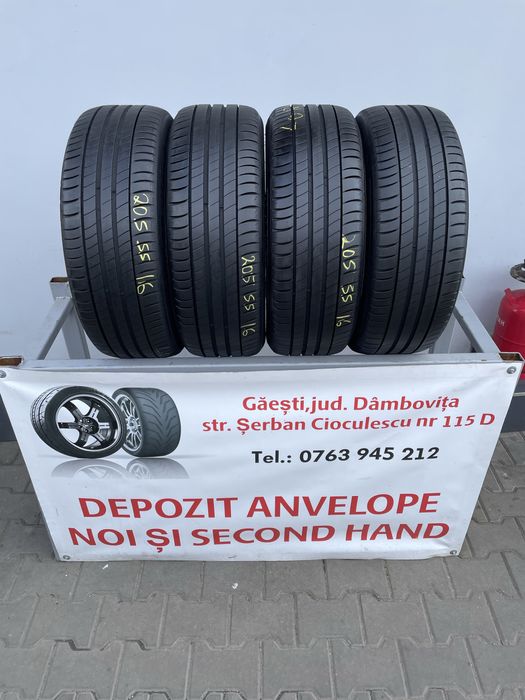 205 55 16
205 55 16
205 55 16
Găești,jud. Dâmbovița
str. Șerban Cioculescu nr 115 D
Tel.: 0763 945 212
DEPOZIT ANVELOPE
NOI ȘI SECOND HAND